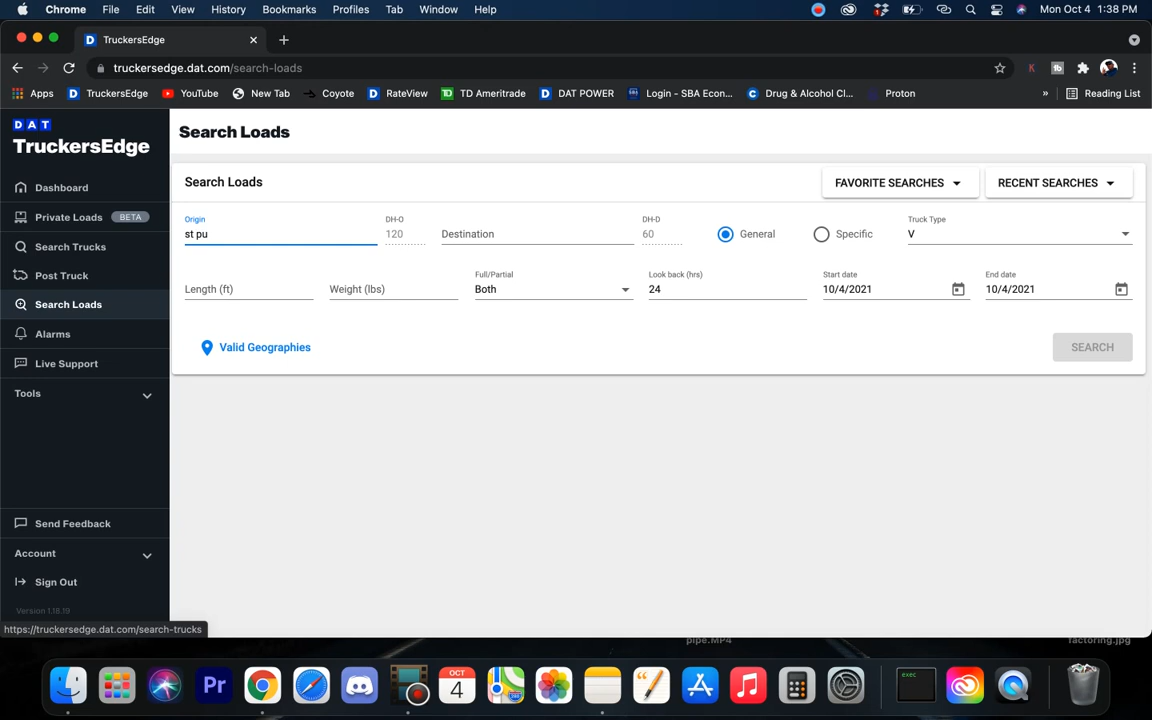 Chrome File Edit View History Bookmarks Profiles Tab Window Help Mon Oct 4 1:38 PM
TruckersEdge
truckersedge.dat.com/search-loads
Apps TruckersEdge YouTube New Tab Coyote RateView TD Ameritrade DAT POWER Login - SBA Econ... Drug & Alcohol Cl... Proton » Reading List
DAT
TruckersEdge
Dashboard
Private Loads BETA
Search Trucks
Post Truck
Search Loads
Alarms
Live Support
Tools
Send Feedback
Account
Sign Out
Version 1.18.19
https://truckersedge.dat.com/search-trucks
Search Loads
Search Loads FAVORITE SEARCHES RECENT SEARCHES
Origin DH-O DH-D Truck Type
st pu 120 Destination 60 General Specific V
Full/Partial Look back (hrs) Start date End date
Length (ft) Weight (lbs) Both 24 10/4/2021 10/4/2021
Valid Geographies SEARCH
pipe.MP4 factoring.jpg
Pr OCT 4 exec